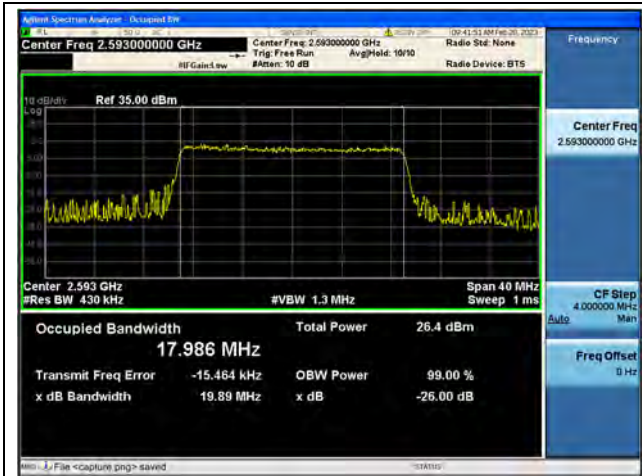 Agilent Spectrum Analyzer - Occupied BW
RL 50 Ω AC 09:41:51 AM Feb 20, 2023
Center Freq 2.593000000 GHz Center Freq: 2.593000000 GHz Radio Std: None Frequency
Trig: Free Run Avg|Hold: 10/10
#IFGain:Low #Atten: 10 dB Radio Device: BTS
10 dB/div Ref 35.00 dBm
Log
Center Freq
2.593000000 GHz
Center 2.593 GHz Span 40 MHz
#Res BW 430 kHz #VBW 1.3 MHz Sweep 1 ms
CF Step
4.000000 MHz
Auto Man
Occupied Bandwidth Total Power 26.4 dBm
17.986 MHz
Freq Offset
0 Hz
Transmit Freq Error -15.464 kHz OBW Power 99.00 %
x dB Bandwidth 19.89 MHz x dB -26.00 dB
MSG File <capture.png> saved STATUS